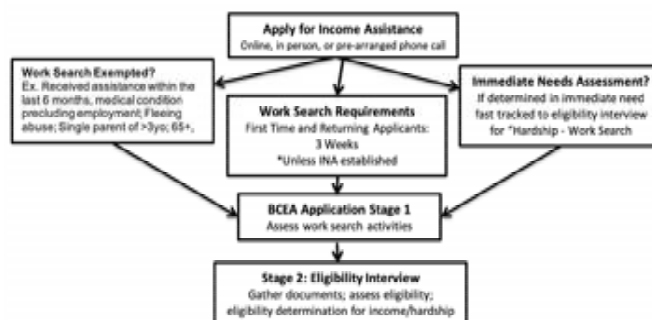 Apply for Income Assistance
Online, in person, or pre-arranged phone call
Work Search Exempted?
Ex. Received assistance within the
last 6 months, medical condition
precluding employment; Fleeing
abuse; Single parent of >3yo; 65+,
Work Search Requirements
First Time and Returning Applicants:
3 Weeks
*Unless INA established
Immediate Needs Assessment?
If determined in immediate need
fast tracked to eligibility interview
for "Hardship - Work Search
BCEA Application Stage 1
Assess work search activities
Stage 2: Eligibility Interview
Gather documents; assess eligibility;
eligibility determination for income/hardship